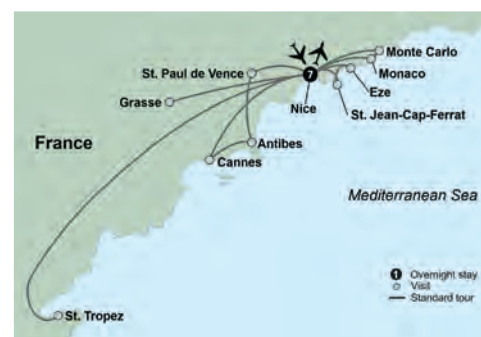 Monte Carlo
St. Paul de Vence
7
Monaco
Eze
Grasse
Nice
St. Jean-Cap-Ferrat
France
Antibes
Cannes
Mediterranean Sea
1 Overnight stay
Visit
Standard tour
St. Tropez